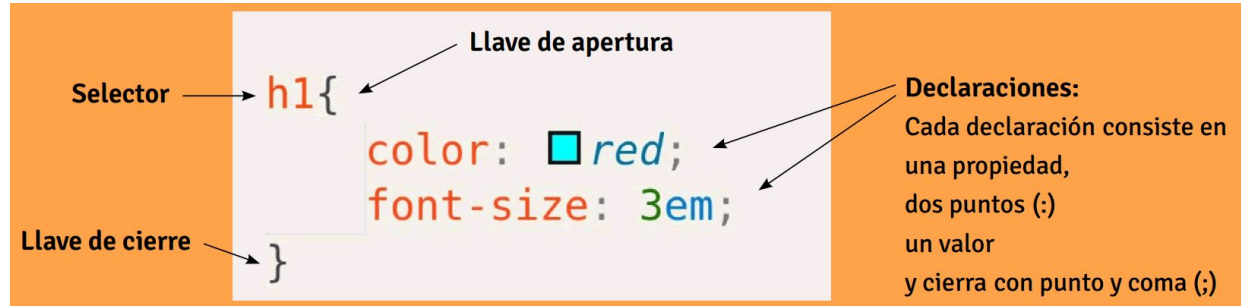 Llave de apertura
Selector
h1{
color: red;
font-size: 3em;
}
Llave de cierre
Declaraciones:
Cada declaración consiste en
una propiedad,
dos puntos (:)
un valor
y cierra con punto y coma (;)